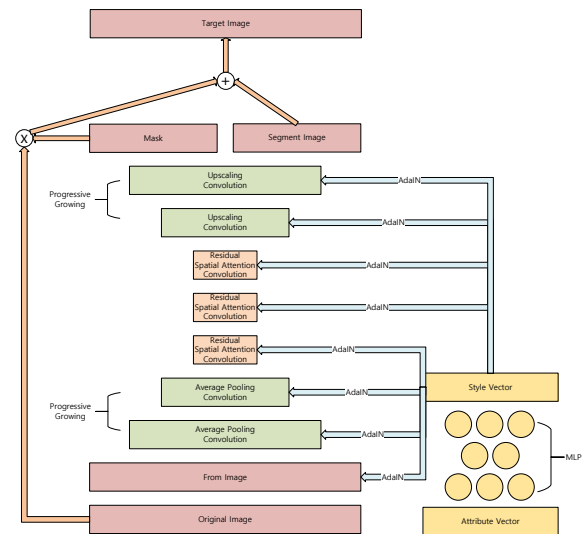 Target Image
+
X
Mask
Segment Image
Progressive
Growing
Upscaling
Convolution
AdaIN
Upscaling
Convolution
AdaIN
Residual
Spatial Attention
Convolution
AdaIN
Residual
Spatial Attention
Convolution
AdaIN
Residual
Spatial Attention
Convolution
AdaIN
Progressive
Growing
Average Pooling
Convolution
AdaIN
Style Vector
Average Pooling
Convolution
AdaIN
MLP
From Image
AdaIN
Original Image
Attribute Vector